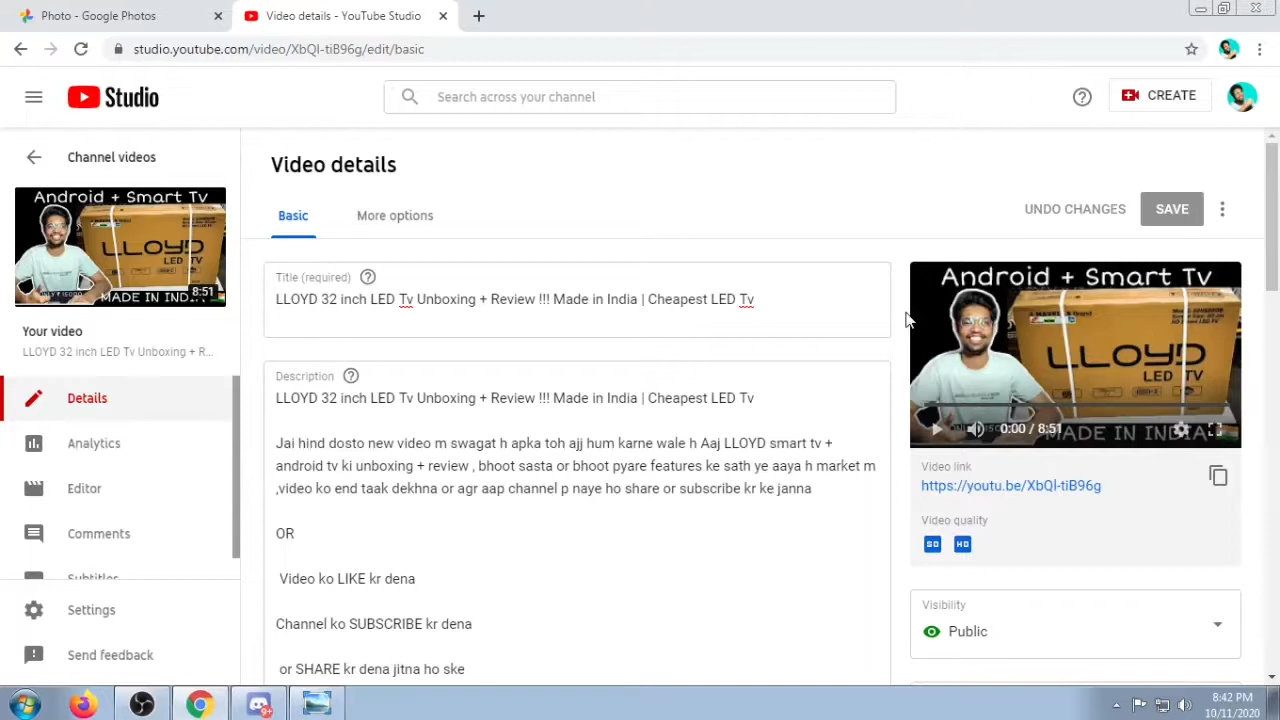 Photo - Google Photos
Video details - YouTube Studio
studio.youtube.com/video/XbQl-tiB96g/edit/basic
Studio
Search across your channel
CREATE
Channel videos
Android + Smart Tv
LLOYD
LED TV
8:51
MADE IN INDIA
Your video
LLOYD 32 inch LED Tv Unboxing + R...
Details
Analytics
Editor
Comments
Subtitles
Settings
Send feedback
Video details
Basic
More options
UNDO CHANGES
SAVE
Title (required)
LLOYD 32 inch LED Tv Unboxing + Review !!! Made in India | Cheapest LED Tv
Description
LLOYD 32 inch LED Tv Unboxing + Review !!! Made in India | Cheapest LED Tv
Jai hind dosto new video m swagat h apka toh ajj hum karne wale h Aaj LLOYD smart tv +
android tv ki unboxing + review , bhoot sasta or bhoot pyare features ke sath ye aaya h market m
,video ko end taak dekhna or agr aap channel p naye ho share or subscribe kr ke janna
OR
Video ko LIKE kr dena
Channel ko SUBSCRIBE kr dena
or SHARE kr dena jitna ho ske
Android + Smart Tv
LLOYD
LED TV
0:00 / 8:51
MADE IN INDIA
Video link
https://youtu.be/XbQl-tiB96g
Video quality
SD HD
Visibility
Public
9+
8:42 PM
10/11/2020